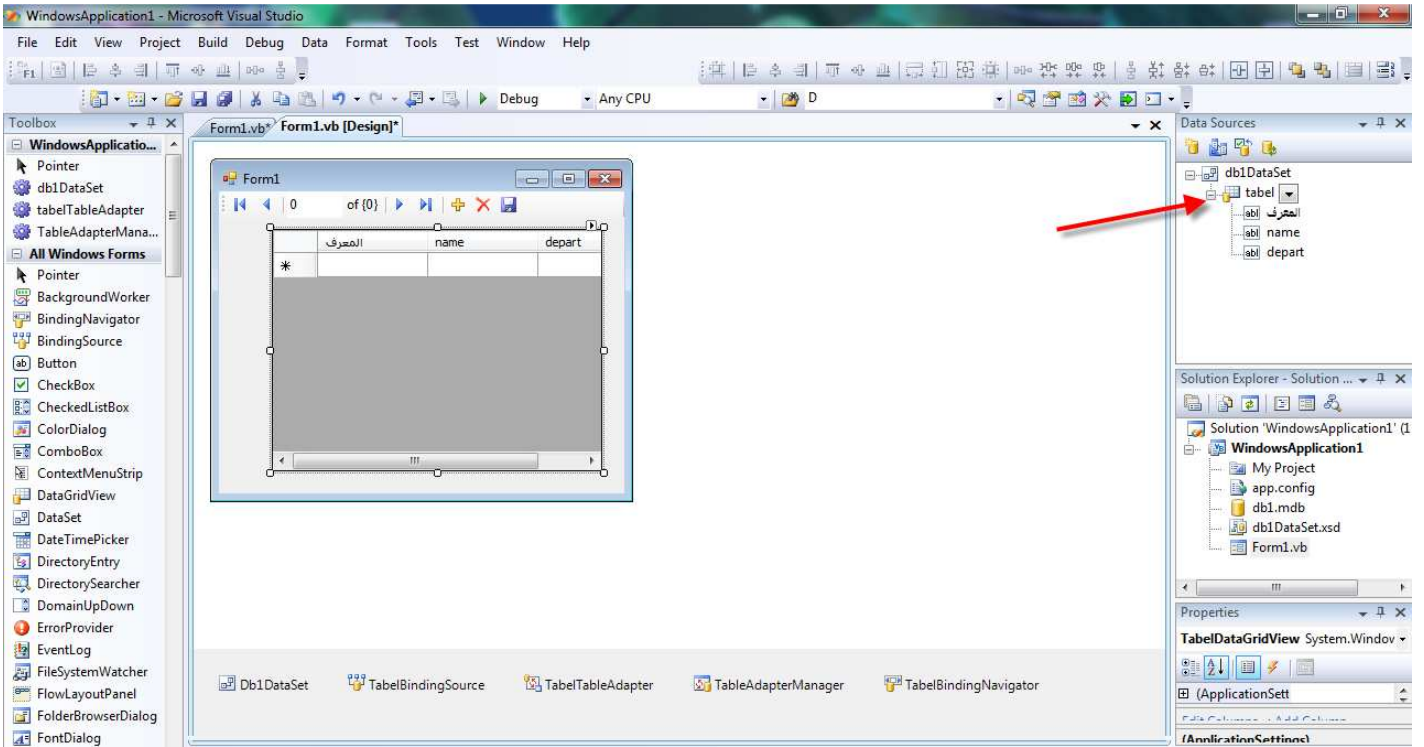 WindowsApplication1 - Microsoft Visual Studio
File Edit View Project Build Debug Data Format Tools Test Window Help
Debug Any CPU D
Toolbox
WindowsApplicatio...
Pointer
db1DataSet
tabelTableAdapter
TableAdapterMana...
All Windows Forms
Pointer
BackgroundWorker
BindingNavigator
BindingSource
Button
CheckBox
CheckedListBox
ColorDialog
ComboBox
ContextMenuStrip
DataGridView
DataSet
DateTimePicker
DirectoryEntry
DirectorySearcher
DomainUpDown
ErrorProvider
EventLog
FileSystemWatcher
FlowLayoutPanel
FolderBrowserDialog
FontDialog
Form1.vb* Form1.vb [Design]*
Form1
0 of {0}
المعرف name depart
Db1DataSet TabelBindingSource TabelTableAdapter TableAdapterManager TabelBindingNavigator
Data Sources
db1DataSet
tabel
المعرف
name
depart
Solution Explorer - Solution ...
Solution 'WindowsApplication1' (1
WindowsApplication1
My Project
app.config
db1.mdb
db1DataSet.xsd
Form1.vb
Properties
TabelDataGridView System.Window
(ApplicationSett
(ApplicationSettings)